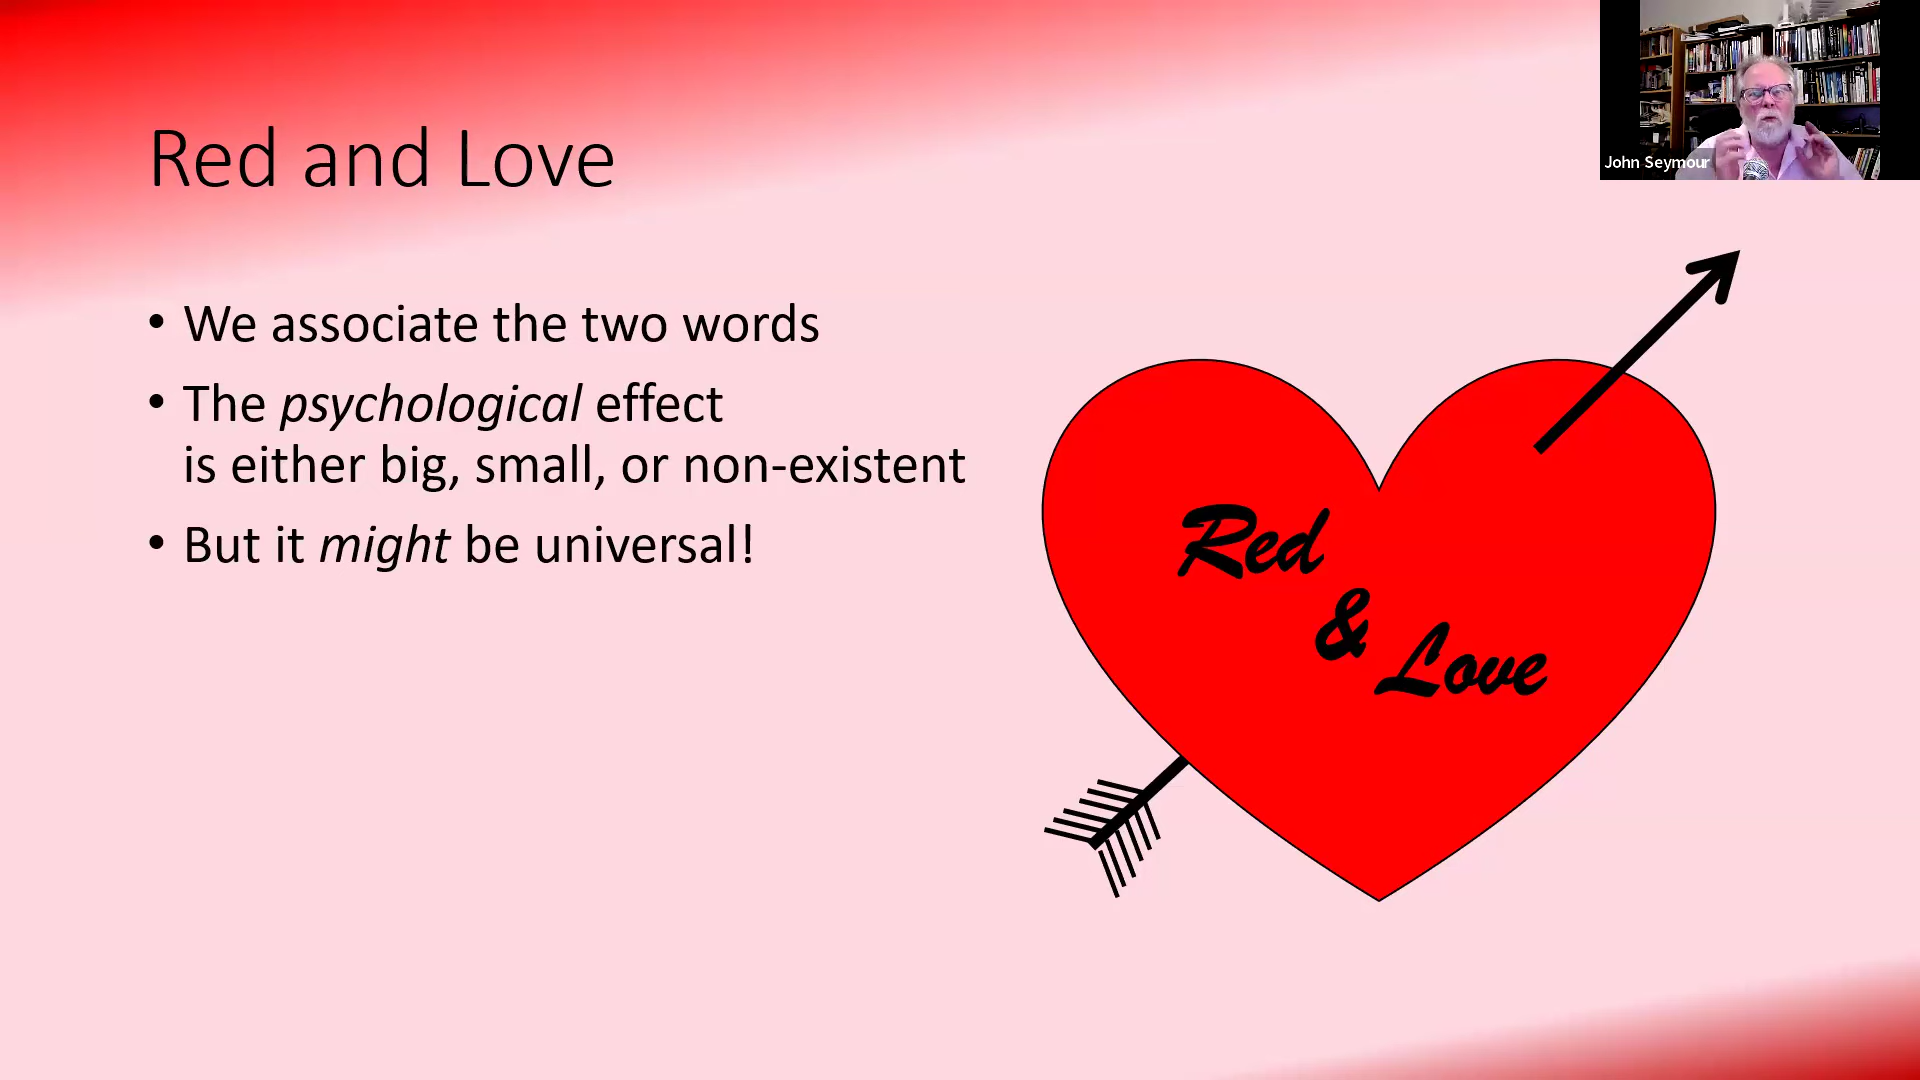 Red and Love
John Seymour
• We associate the two words
• The psychological effect
is either big, small, or non-existent
• But it might be universal!
Red
&
Love